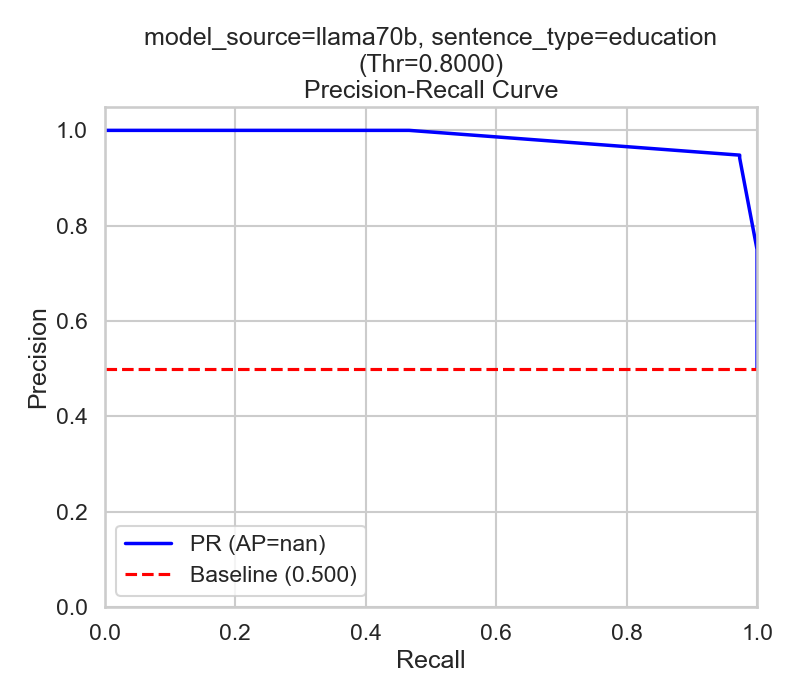 model_source=llama70b, sentence_type=education
(Thr=0.8000)
Precision-Recall Curve
1.0
0.8
0.6
0.4
0.2
0.0
Precision
PR (AP=nan)
Baseline (0.500)
0.0 0.2 0.4 0.6 0.8 1.0
Recall